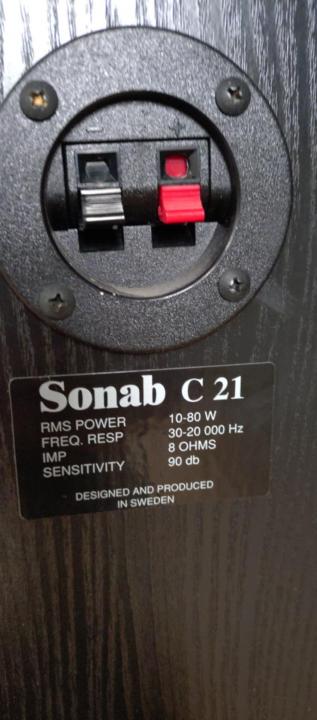 - +
Sonab C 21
RMS POWER 10-80 W
FREQ. RESP 30-20 000 Hz
IMP 8 OHMS
SENSITIVITY 90 db
DESIGNED AND PRODUCED
IN SWEDEN